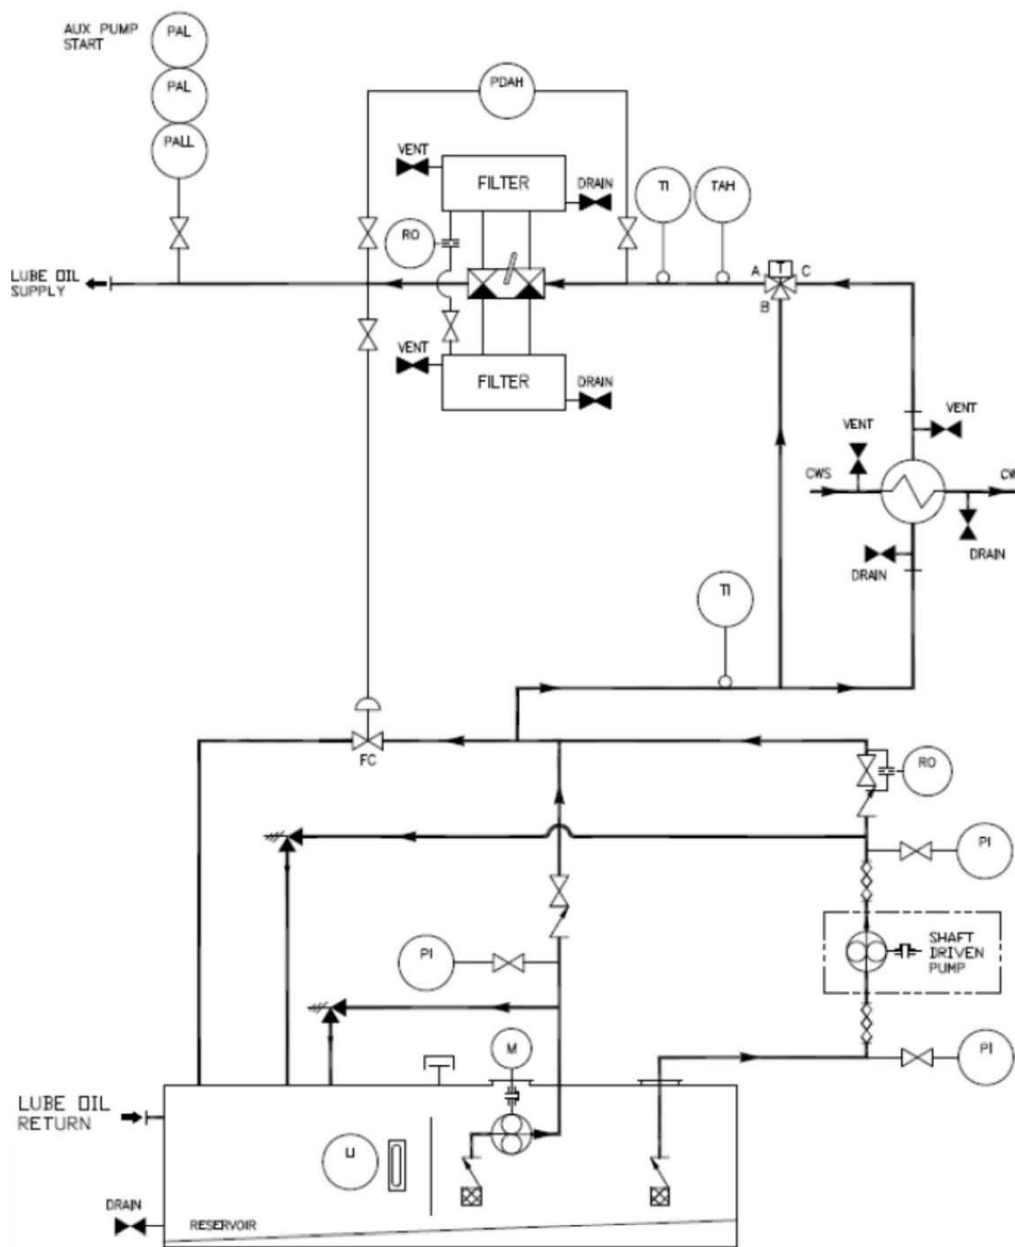 AUX PUMP
START
PAL
PAL
PALL
PDAH
VENT
FILTER
DRAIN
RO
TI
TAH
LUBE OIL
SUPPLY
A
T
C
B
VENT
FILTER
DRAIN
VENT
VENT
CWS
CW
DRAIN
DRAIN
TI
FC
RO
PI
SHAFT
DRIVEN
PUMP
PI
M
PI
LUBE OIL
RETURN
LI
DRAIN
RESERVOIR